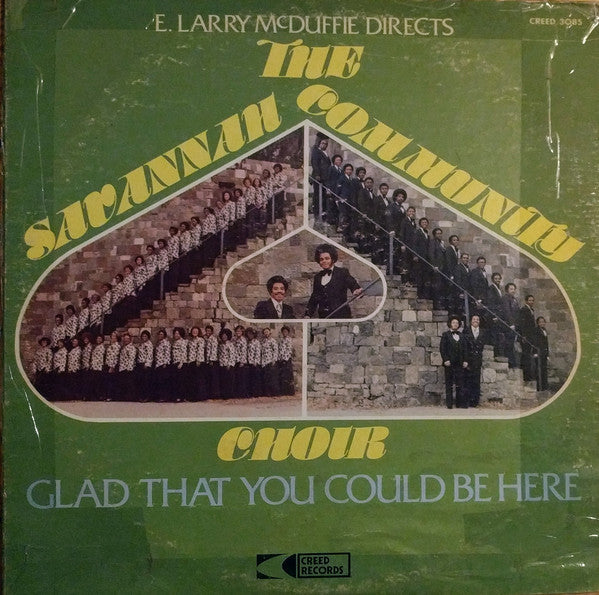 E. LARRY McDUFFIE DIRECTS
CREED 3085
THE
SAVANNAH COMMUNITY
CHOIR
GLAD THAT YOU COULD BE HERE
CREED
RECORDS